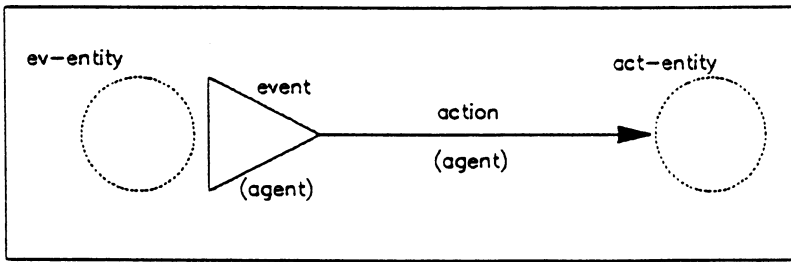 ev-entity
event
(agent)
action
(agent)
act-entity